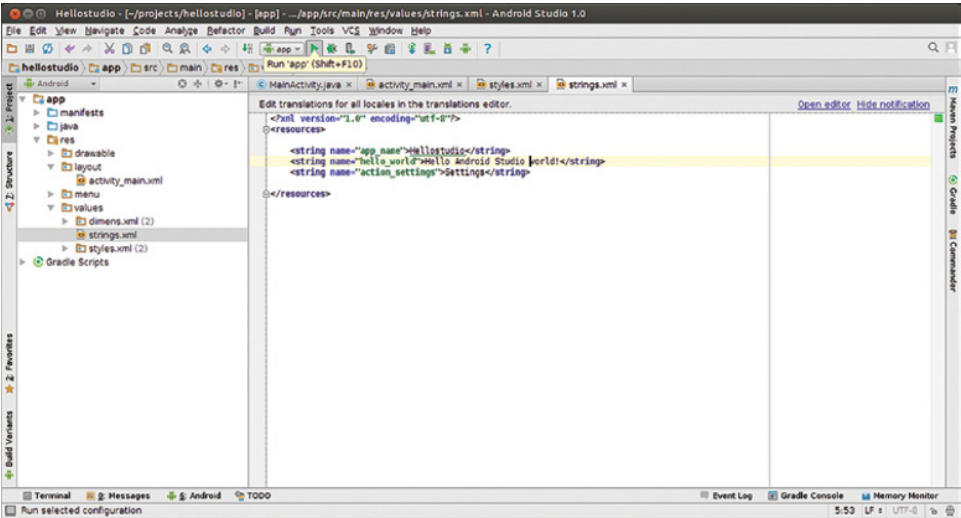 Hellostudio - [~/projects/hellostudio] - [app] - .../app/src/main/res/values/strings.xml - Android Studio 1.0
File Edit View Navigate Code Analyze Refactor Build Run Tools VCS Window Help
app
Run 'app' (Shift+F10)
hellostudio app src main res
Android
MainActivity.java × activity_main.xml × styles.xml × strings.xml ×
Edit translations for all locales in the translations editor. Open editor Hide notification
app
manifests
java
res
drawable
layout
activity_main.xml
menu
values
dimens.xml (2)
strings.xml
styles.xml (2)
Gradle Scripts
<?xml version="1.0" encoding="utf-8"?>
<resources>
<string name="app_name">Hellostudio</string>
<string name="hello_world">Hello Android Studio world!</string>
<string name="action_settings">Settings</string>
</resources>
1: Project
7: Structure
2: Favorites
Build Variants
m Maven Projects
Gradle
Commander
Terminal 0: Messages 6: Android TODO Event Log Gradle Console Memory Monitor
Run selected configuration 5:53 LF UTF-8